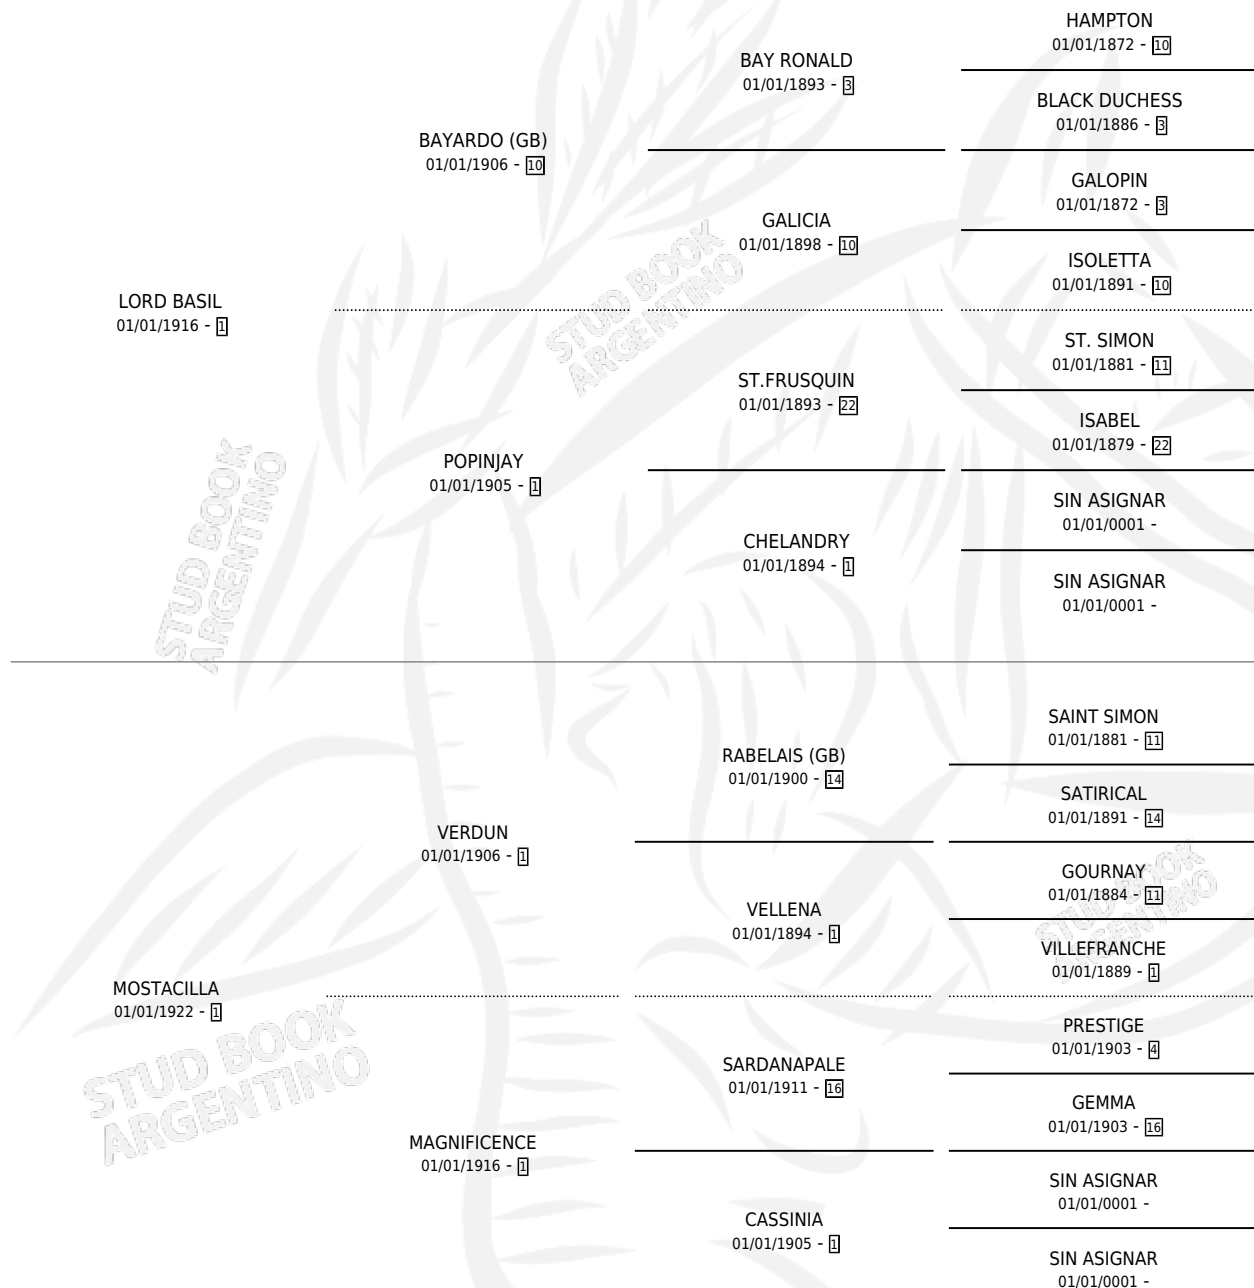 HAMPTON
01/01/1872 - 10
BAY RONALD
01/01/1893 - 3
BLACK DUCHESS
01/01/1886 - 3
BAYARDO (GB)
01/01/1906 - 10
GALOPIN
01/01/1872 - 3
GALICIA
01/01/1898 - 10
ISOLETTA
01/01/1891 - 10
LORD BASIL
01/01/1916 - 1
STUD BOOK
ARGENTINO
ST. SIMON
01/01/1881 - 11
ST.FRUSQUIN
01/01/1893 - 22
ISABEL
01/01/1879 - 22
POPINJAY
01/01/1905 - 1
SIN ASIGNAR
01/01/0001 -
CHELANDRY
01/01/1894 - 1
SIN ASIGNAR
01/01/0001 -
STUD BOOK
ARGENTINO
SAINT SIMON
01/01/1881 - 11
RABELAIS (GB)
01/01/1900 - 14
SATIRICAL
01/01/1891 - 14
VERDUN
01/01/1906 - 1
GOURNAY
01/01/1884 - 11
VELLENA
01/01/1894 - 1
STUD BOOK
ARGENTINO
VILLEFRANCHE
01/01/1889 - 1
MOSTACILLA
01/01/1922 - 1
PRESTIGE
01/01/1903 - 4
SARDANAPALE
01/01/1911 - 16
STUD BOOK
ARGENTINO
GEMMA
01/01/1903 - 16
MAGNIFICENCE
01/01/1916 - 1
SIN ASIGNAR
01/01/0001 -
CASSINIA
01/01/1905 - 1
SIN ASIGNAR
01/01/0001 -